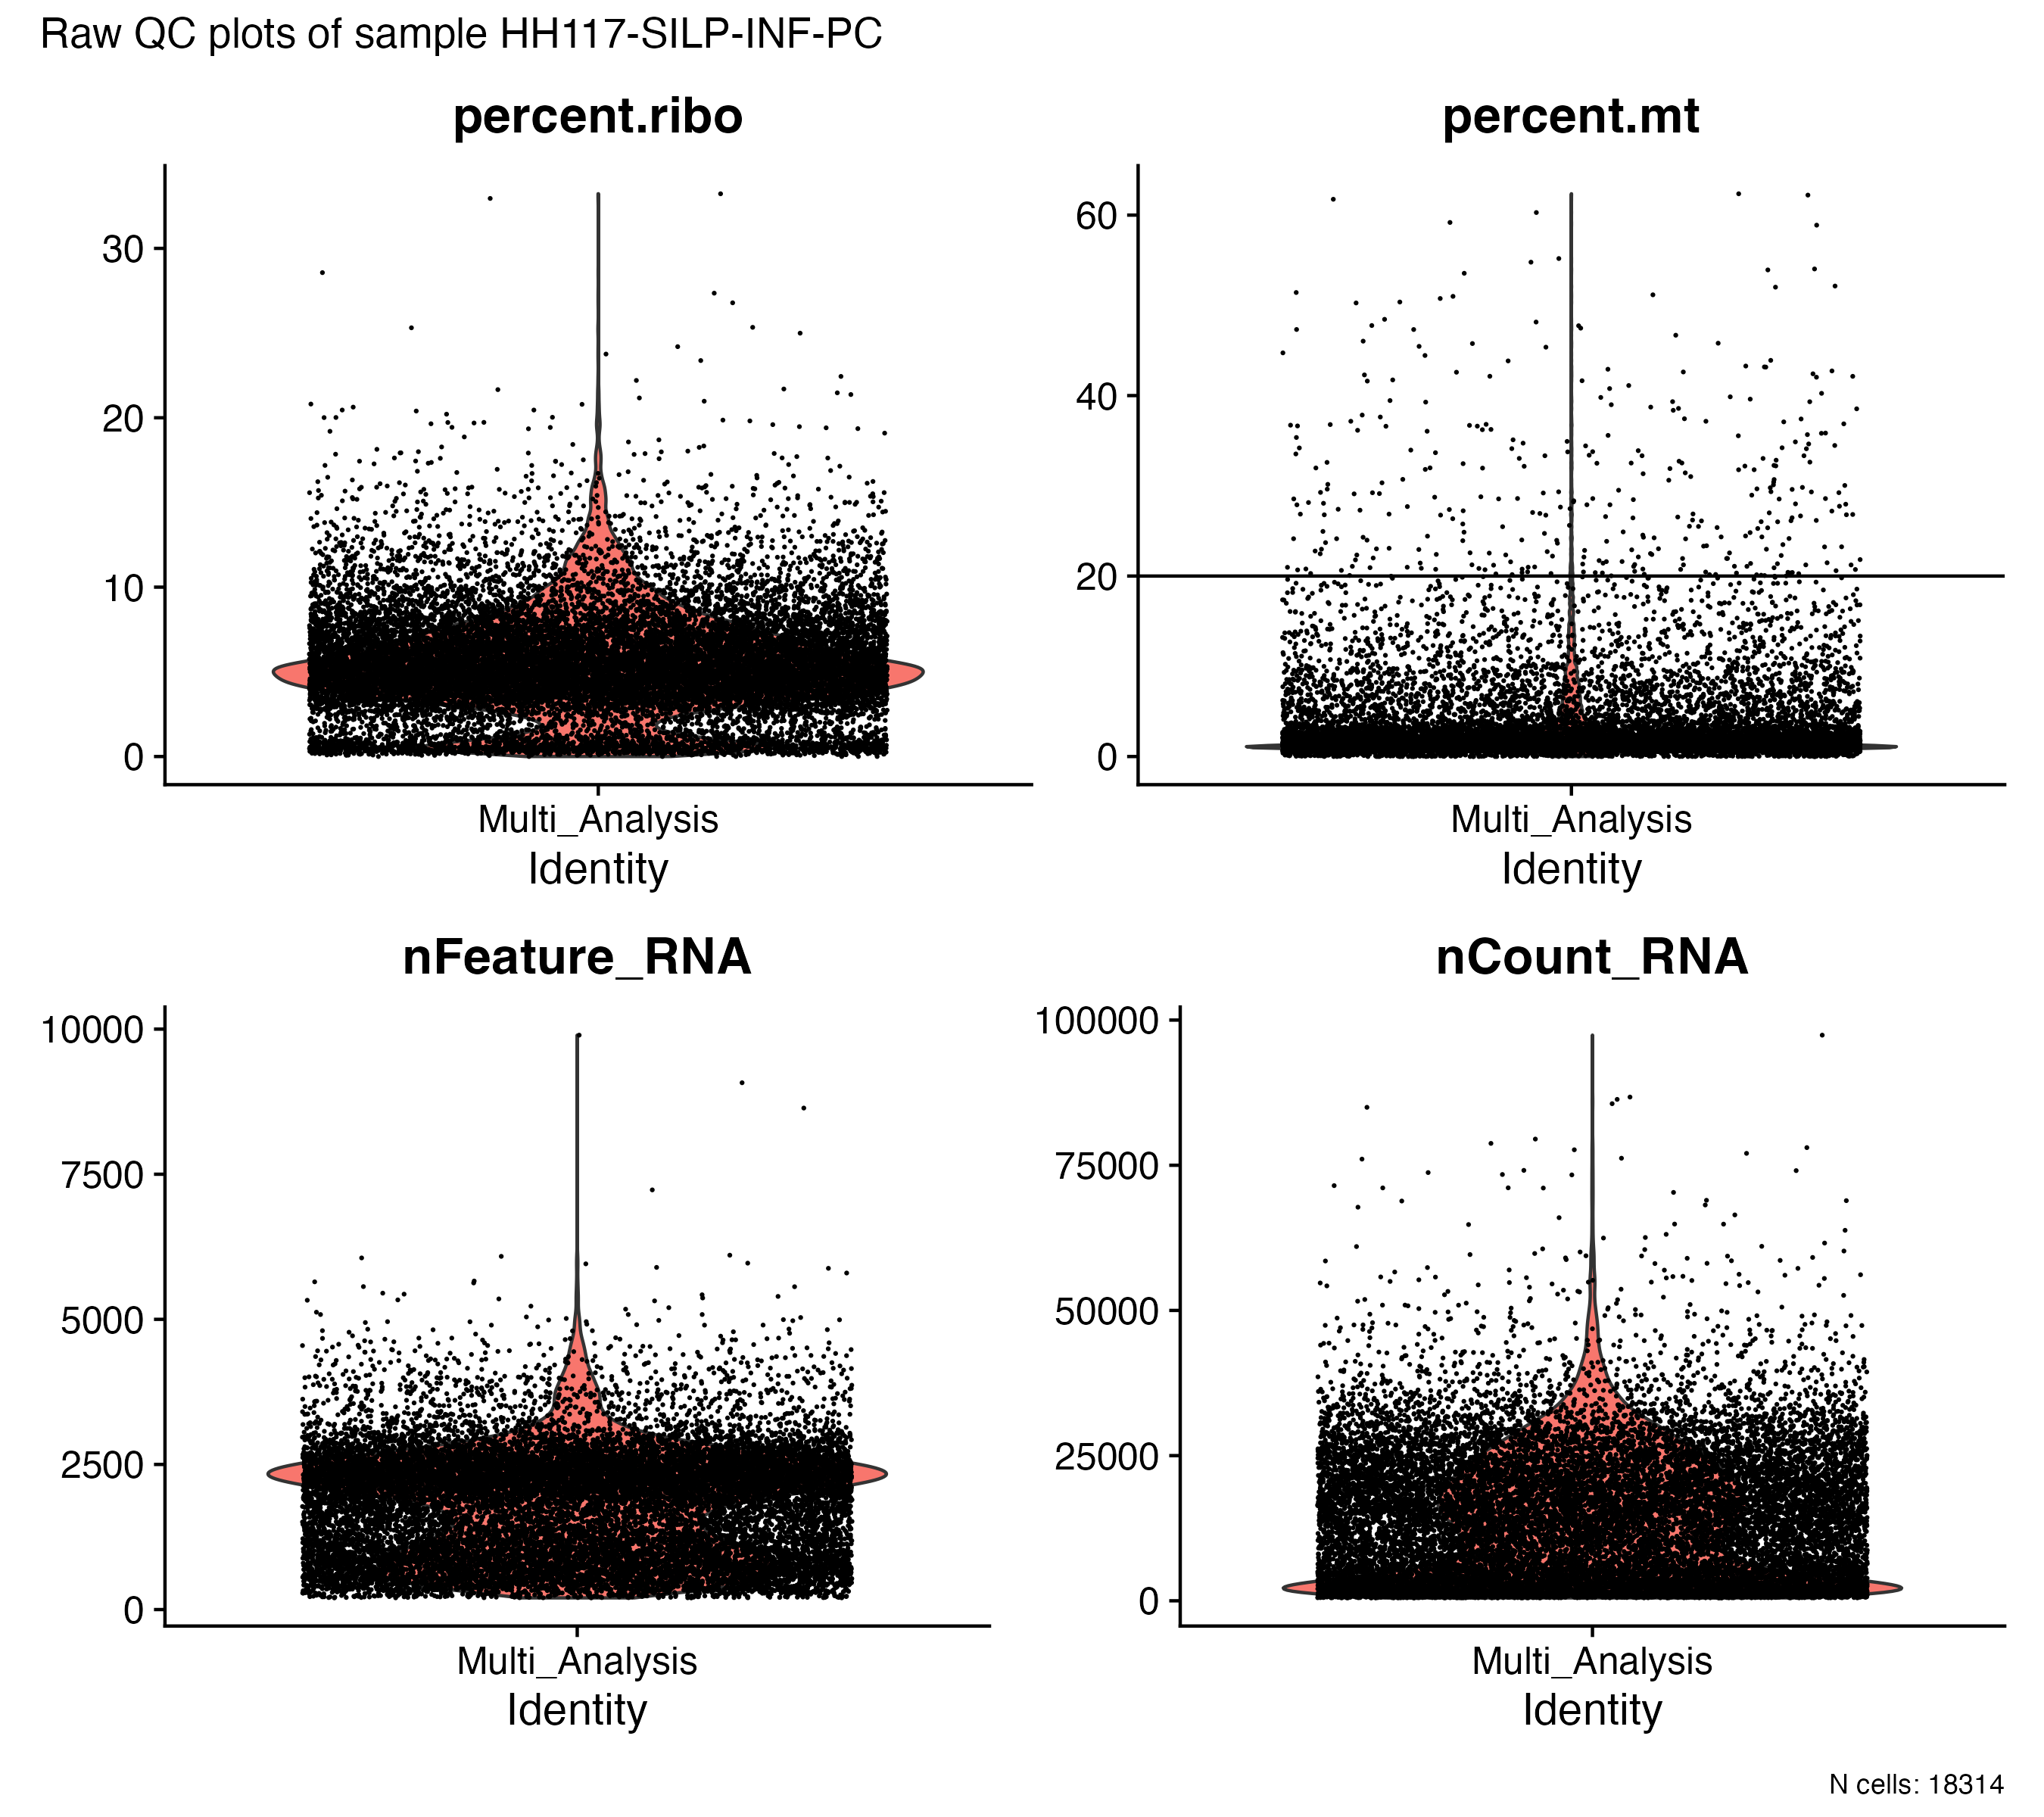 Raw QC plots of sample HH117-SILP-INF-PC
percent.ribo
30
20
10
0
Multi_Analysis
Identity
percent.mt
60
40
20
0
Multi_Analysis
Identity
nFeature_RNA
10000
7500
5000
2500
0
Multi_Analysis
Identity
nCount_RNA
100000
75000
50000
25000
0
Multi_Analysis
Identity
N cells: 18314